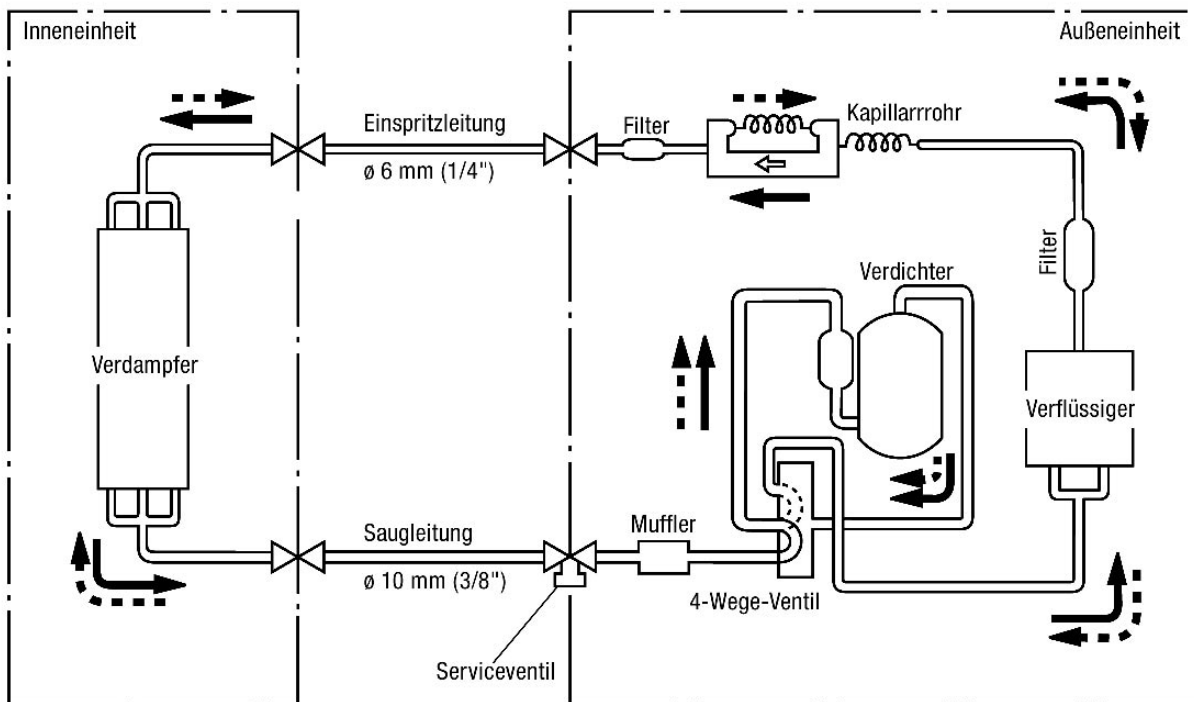 Inneneinheit
Außeneinheit
Einspritzleitung
ø 6 mm (1/4")
Filter
Kapillarrrohr
Filter
Verdichter
Verdampfer
Verflüssiger
Saugleitung
ø 10 mm (3/8")
Muffler
4-Wege-Ventil
Serviceventil